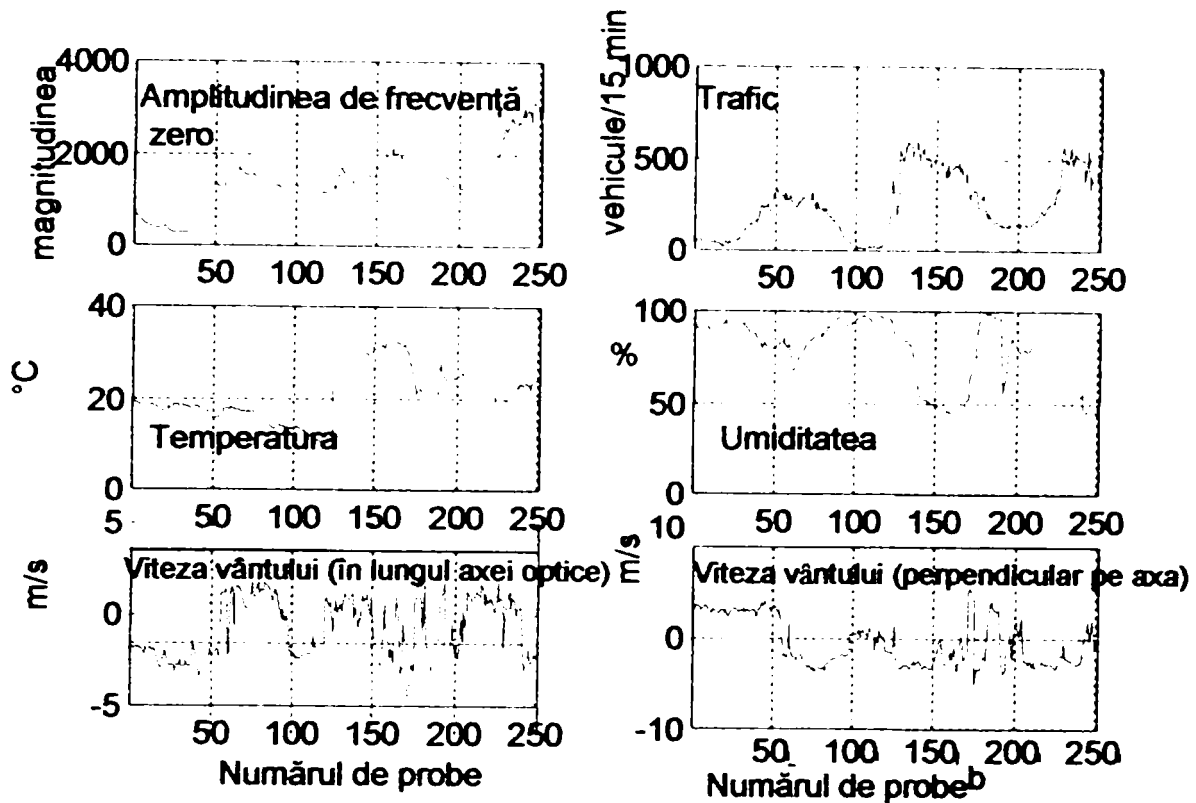 4000
2000
0
magnitudinea
Amplitudinea de frecvență
zero
50 100 150 200 250
1000
500
0
vehicule/15 min
Trafic
50 100 150 200 250
40
20
0
°C
Temperatura
50 100 150 200 250
100
50
0
%
Umiditatea
50 100 150 200 250
5
0
-5
m/s
Viteza vântului (în lungul axei optice)
50 100 150 200 250
Numărul de probe
10
0
-10
m/s
Viteza vântului (perpendicular pe axa)
50 100 150 200 250
Numărul de probe b